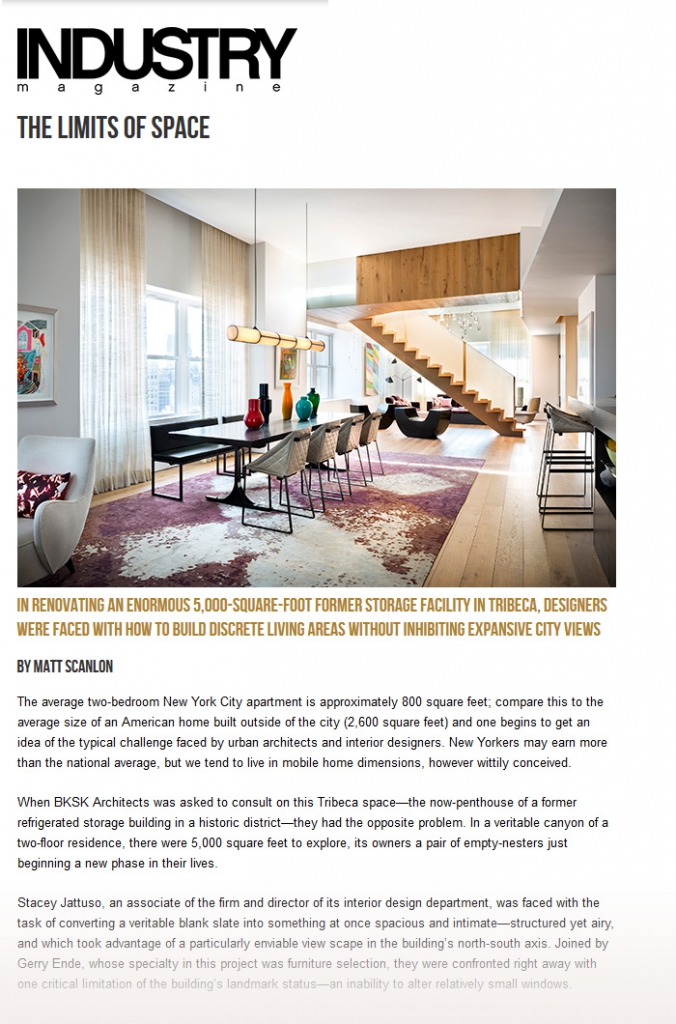 INDUSTRY
magazine
THE LIMITS OF SPACE
IN RENOVATING AN ENORMOUS 5,000-SQUARE-FOOT FORMER STORAGE FACILITY IN TRIBECA, DESIGNERS
WERE FACED WITH HOW TO BUILD DISCRETE LIVING AREAS WITHOUT INHIBITING EXPANSIVE CITY VIEWS
BY MATT SCANLON
The average two-bedroom New York City apartment is approximately 800 square feet; compare this to the
average size of an American home built outside of the city (2,600 square feet) and one begins to get an
idea of the typical challenge faced by urban architects and interior designers. New Yorkers may earn more
than the national average, but we tend to live in mobile home dimensions, however wittily conceived.
When BKSK Architects was asked to consult on this Tribeca space—the now-penthouse of a former
refrigerated storage building in a historic district—they had the opposite problem. In a veritable canyon of a
two-floor residence, there were 5,000 square feet to explore, its owners a pair of empty-nesters just
beginning a new phase in their lives.
Stacey Jattuso, an associate of the firm and director of its interior design department, was faced with the
task of converting a veritable blank slate into something at once spacious and intimate—structured yet airy,
and which took advantage of a particularly enviable view scape in the building's north-south axis. Joined by
Gerry Ende, whose specialty in this project was furniture selection, they were confronted right away with
one critical limitation of the building's landmark status—an inability to alter relatively small windows.